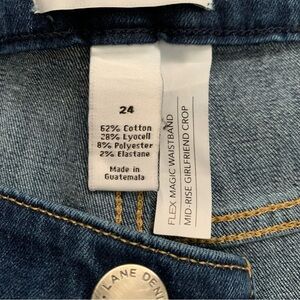 24
62% Cotton
28% Lyocell
8% Polyester
2% Elastane
Made in
Guatemala
FLEX MAGIC WAISTBAND
MID-RISE GIRLFRIEND CROP
LANE DENI